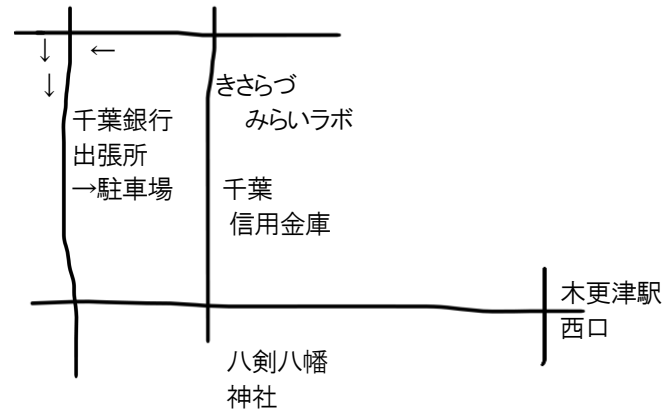 ↓ ←
↓
きさらづ
みらいラボ
千葉銀行
出張所
→駐車場
千葉
信用金庫
木更津駅
西口
八剣八幡
神社